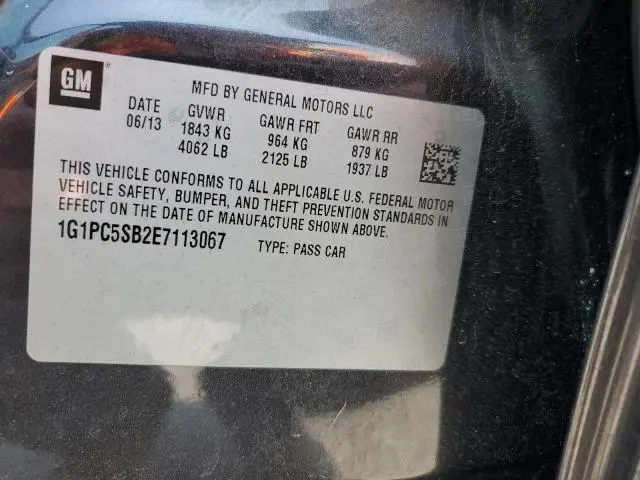 GM
MFD BY GENERAL MOTORS LLC
DATE GVWR GAWR FRT GAWR RR
06/13 1843 KG 964 KG 879 KG
4062 LB 2125 LB 1937 LB
THIS VEHICLE CONFORMS TO ALL APPLICABLE U.S. FEDERAL MOTOR
VEHICLE SAFETY, BUMPER, AND THEFT PREVENTION STANDARDS IN
EFFECT ON THE DATE OF MANUFACTURE SHOWN ABOVE.
1G1PC5SB2E7113067 TYPE: PASS CAR